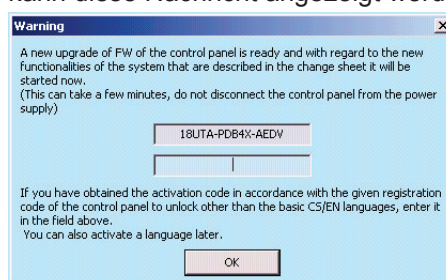 kann diese Nachricht angezeigt
Warning
A new upgrade of FW of the control panel is ready and with regard to the new
functionalities of the system that are described in the change sheet it will be
started now.
(This can take a few minutes, do not disconnect the control panel from the power
supply)
18UTA-PDB4X-AEDV
If you have obtained the activation code in accordance with the given registration
code of the control panel to unlock other than the basic CS/EN languages, enter it
in the field above.
You can also activate a language later.
OK